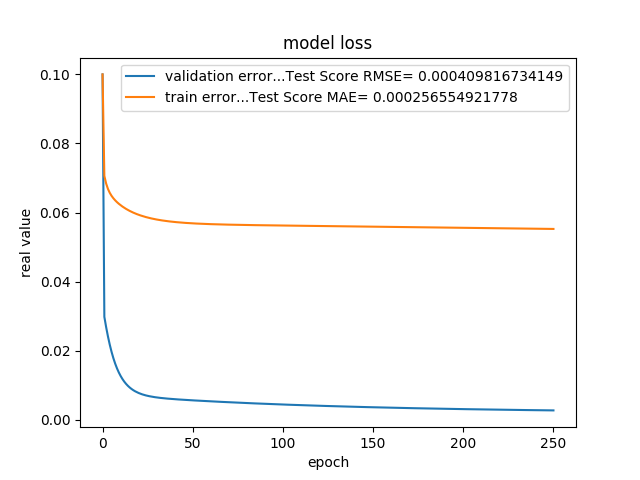 model loss
validation error...Test Score RMSE= 0.000409816734149
train error...Test Score MAE= 0.000256554921778
0.10
0.08
0.06
0.04
0.02
0.00
real value
0 50 100 150 200 250
epoch